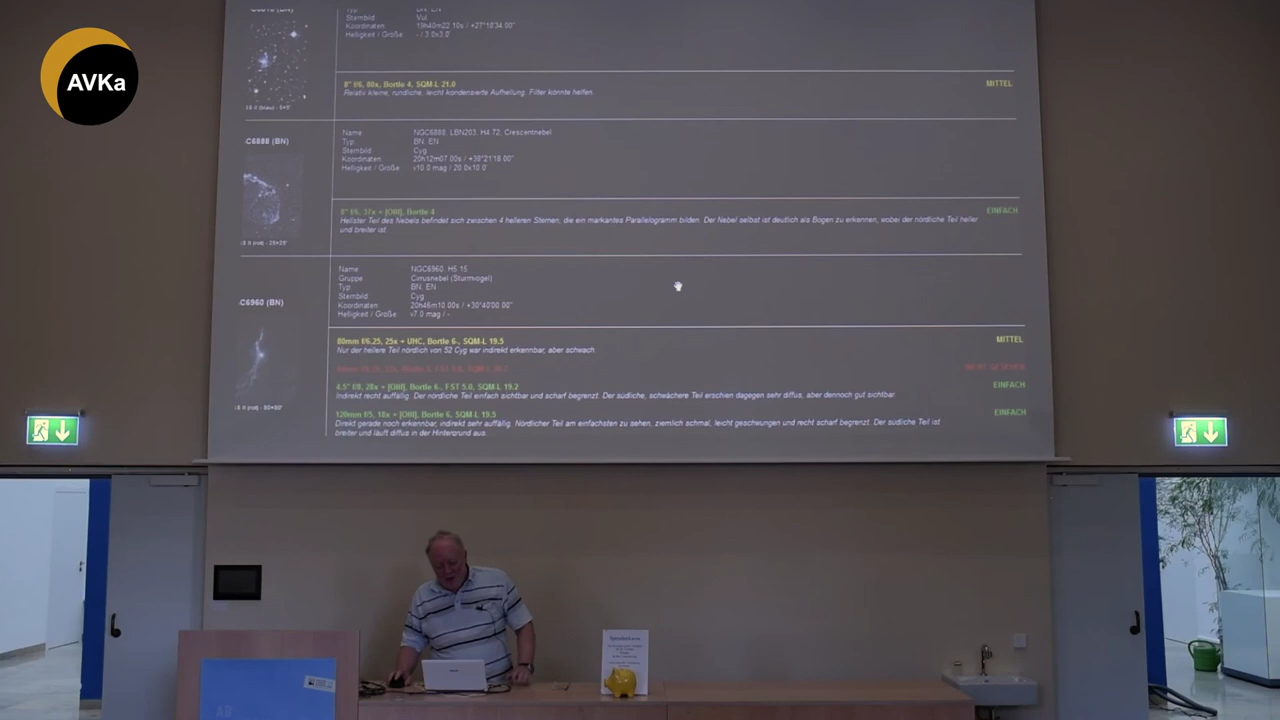 AVKa
Sternbild Vul
Koordinaten 19h40m22.10s / +27°18'34.00"
Helligkeit / Größe - / 3.0x3.0'
8" f/6, 80x, Bortle 4, SQM-L 21.0 MITTEL
Relativ kleine, rundliche, leicht kondensierte Aufhellung. Filter könnte helfen.
C6888 (BN)
Name NGC6888, LBN203, H4 72, Crescentnebel
Typ BN, EN
Sternbild Cyg
Koordinaten 20h12m07.00s / +38°21'18.00"
Helligkeit / Größe v10.0 mag / 20.0x10.0'
8" f/6, 37x + [OIII], Bortle 4 EINFACH
Hellster Teil des Nebels befindet sich zwischen 4 helleren Sternen, die ein markantes Parallelogramm bilden. Der Nebel selbst ist deutlich als Bogen zu erkennen, wobei der nördliche Teil heller
und breiter ist.
C6960 (BN)
Name NGC6960, H5 15
Gruppe Cirrusnebel (Sturmvogel)
Typ BN, EN
Sternbild Cyg
Koordinaten 20h46m10.00s / +30°40'00.00"
Helligkeit / Größe v7.0 mag / -
80mm f/6.25, 25x + UHC, Bortle 6-, SQM-L 19.5 MITTEL
Nur der hellere Teil nördlich von 52 Cyg war indirekt erkennbar, aber schwach.
NICHT GESEHEN
4.5" f/8, 28x + [OIII], Bortle 6-, FST 5.0, SQM-L 19.2 EINFACH
Indirekt recht auffällig. Der nördliche Teil einfach sichtbar und scharf begrenzt. Der südliche, schwächere Teil erschien dagegen sehr diffus, aber dennoch gut sichtbar.
120mm f/5, 18x + [OIII], Bortle 6, SQM-L 19.5 EINFACH
Direkt gerade noch erkennbar, indirekt sehr auffällig. Nördlicher Teil am einfachsten zu sehen, ziemlich schmal, leicht geschwungen und recht scharf begrenzt. Der südliche Teil ist
breiter und läuft diffus in der Hintergrund aus.